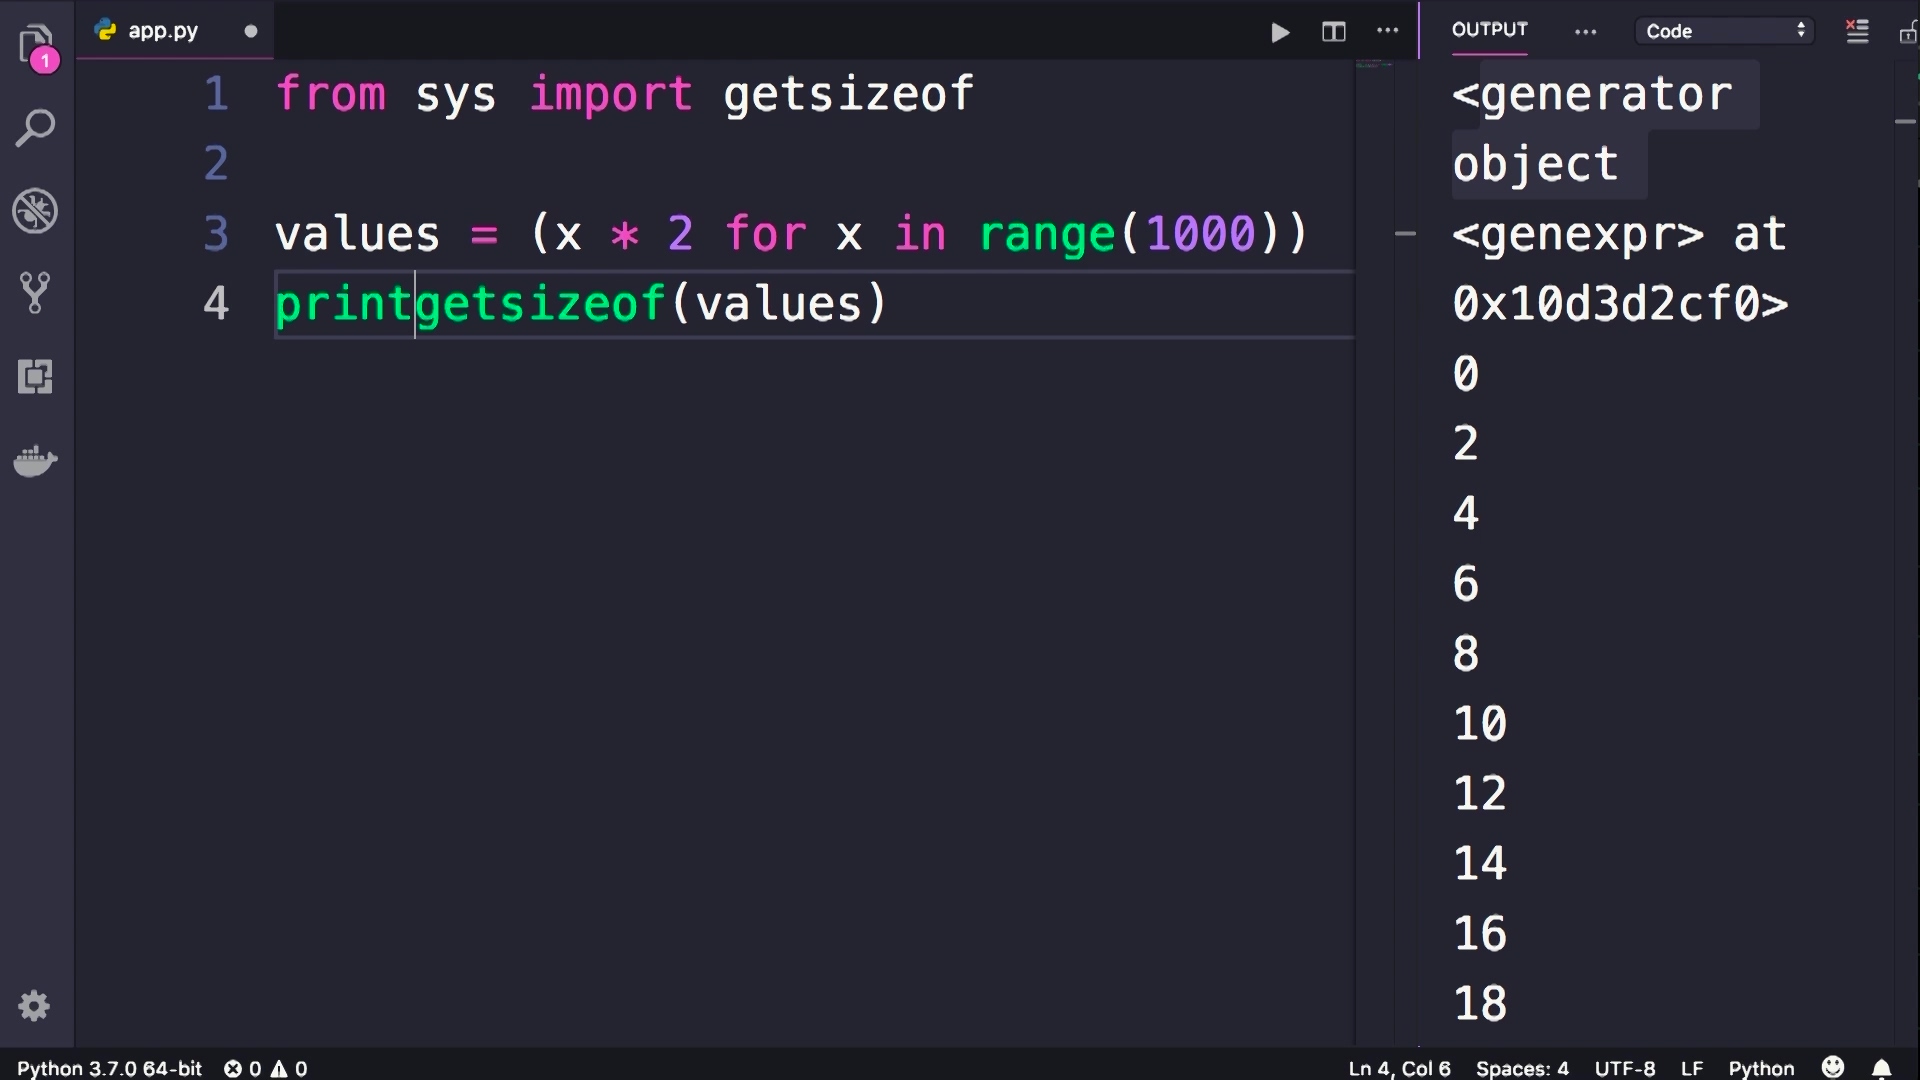 app.py
OUTPUT
Code
1
1 from sys import getsizeof
2
3 values = (x * 2 for x in range(1000))
4 printgetsizeof(values)
<generator
object
<genexpr> at
0x10d3d2cf0>
0
2
4
6
8
10
12
14
16
18
Python 3.7.0 64-bit 0 0 Ln 4, Col 6 Spaces: 4 UTF-8 LF Python